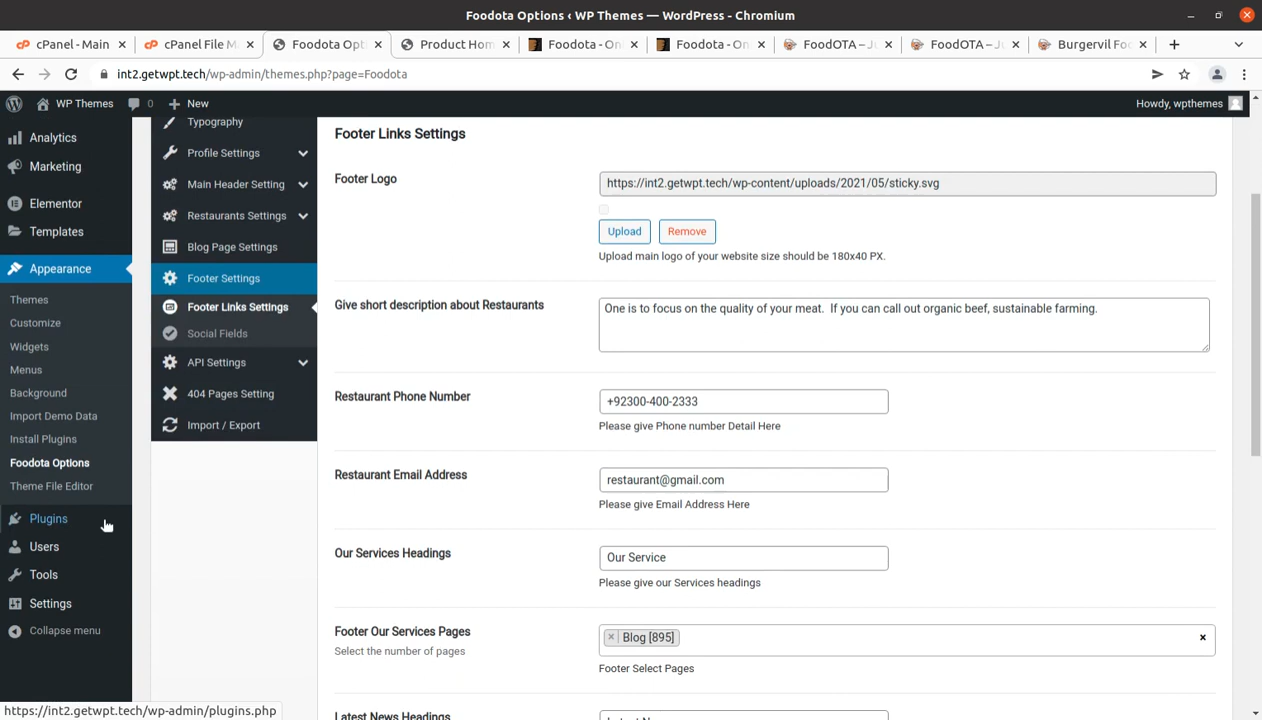 Foodota Options ‹ WP Themes — WordPress - Chromium
cPanel - Main
cPanel File M
Foodota Opt
Product Hom
Foodota - On
Foodota - On
FoodOTA – J
FoodOTA – J
Burgervil Foo
int2.getwpt.tech/wp-admin/themes.php?page=Foodota
WP Themes
0
New
Howdy, wpthemes
Analytics
Marketing
Elementor
Templates
Appearance
Themes
Customize
Widgets
Menus
Background
Import Demo Data
Install Plugins
Foodota Options
Theme File Editor
Plugins
Users
Tools
Settings
Collapse menu
https://int2.getwpt.tech/wp-admin/plugins.php
Typography
Profile Settings
Main Header Setting
Restaurants Settings
Blog Page Settings
Footer Settings
Footer Links Settings
Social Fields
API Settings
404 Pages Setting
Import / Export
Footer Links Settings
Footer Logo
https://int2.getwpt.tech/wp-content/uploads/2021/05/sticky.svg
Upload
Remove
Upload main logo of your website size should be 180x40 PX.
Give short description about Restaurants
One is to focus on the quality of your meat. If you can call out organic beef, sustainable farming.
Restaurant Phone Number
+92300-400-2333
Please give Phone number Detail Here
Restaurant Email Address
restaurant@gmail.com
Please give Email Address Here
Our Services Headings
Our Service
Please give our Services headings
Footer Our Services Pages
Select the number of pages
× Blog [895]
×
Footer Select Pages
Latest News Headings